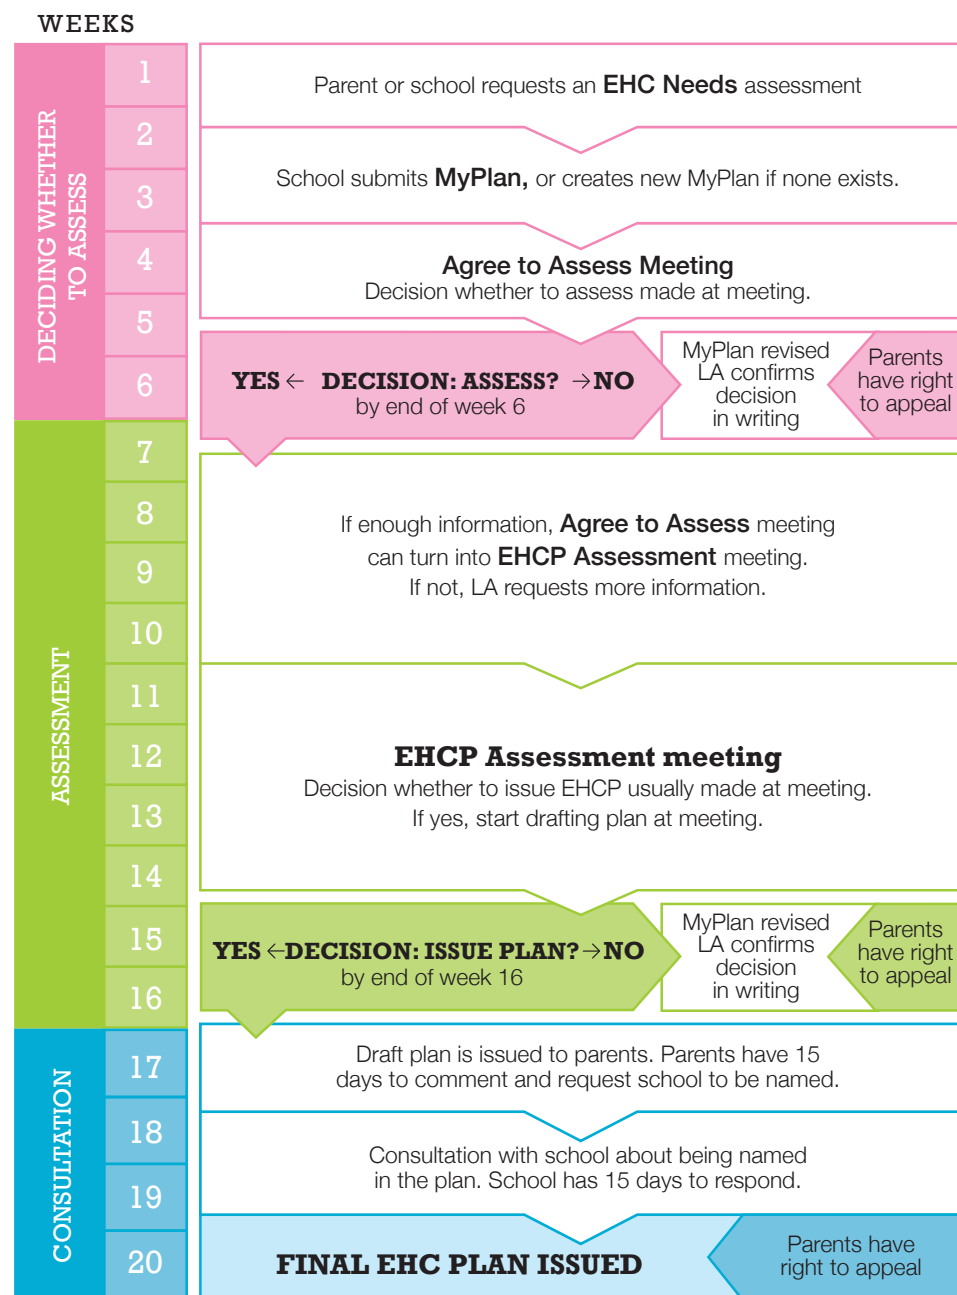 WEEKS
DECIDING WHETHER
TO ASSESS
1
2
3
4
5
6
Parent or school requests an EHC Needs assessment
School submits MyPlan, or creates new MyPlan if none exists.
Agree to Assess Meeting
Decision whether to assess made at meeting.
YES ← DECISION: ASSESS? → NO
by end of week 6
MyPlan revised
LA confirms
decision
in writing
Parents
have right
to appeal
ASSESSMENT
7
8
9
10
11
12
13
14
15
16
If enough information, Agree to Assess meeting
can turn into EHCP Assessment meeting.
If not, LA requests more information.
EHCP Assessment meeting
Decision whether to issue EHCP usually made at meeting.
If yes, start drafting plan at meeting.
YES ← DECISION: ISSUE PLAN? → NO
by end of week 16
MyPlan revised
LA confirms
decision
in writing
Parents
have right
to appeal
CONSULTATION
17
18
19
20
Draft plan is issued to parents. Parents have 15
days to comment and request school to be named.
Consultation with school about being named
in the plan. School has 15 days to respond.
FINAL EHC PLAN ISSUED
Parents have
right to appeal